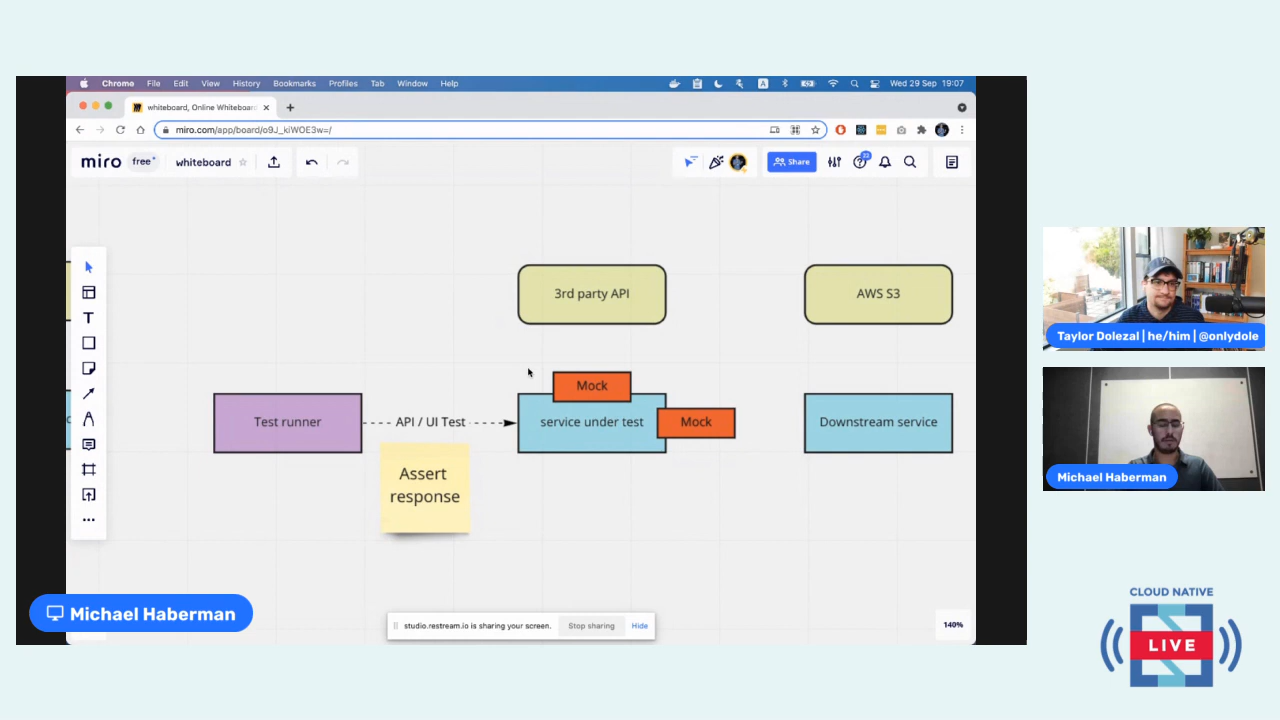 Chrome File Edit View History Bookmarks Profiles Tab Window Help
A
Wed 29 Sep 19:07
whiteboard, Online Whiteboard
miro.com/app/board/o9J_kiWOE3w=/
miro free whiteboard
Share
3rd party API
AWS S3
Mock
Test runner
API / UI Test
service under test
Mock
Downstream service
Assert
response
T
Michael Haberman
studio.restream.io is sharing your screen.
Stop sharing
Hide
140%
Taylor Dolezal | he/him | @onlydole
Michael Haberman
CLOUD NATIVE
LIVE